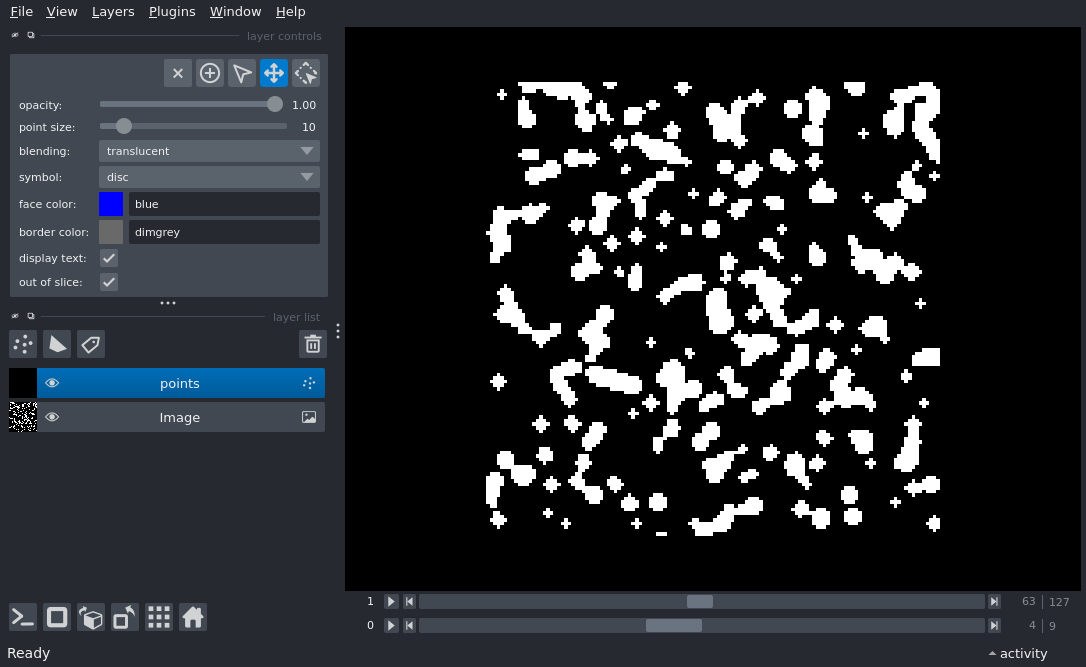 File View Layers Plugins Window Help
layer controls
opacity: 1.00
point size: 10
blending: translucent
symbol: disc
face color: blue
border color: dimgrey
display text:
out of slice:
layer list
points
Image
1 63 127
0 4 9
Ready activity